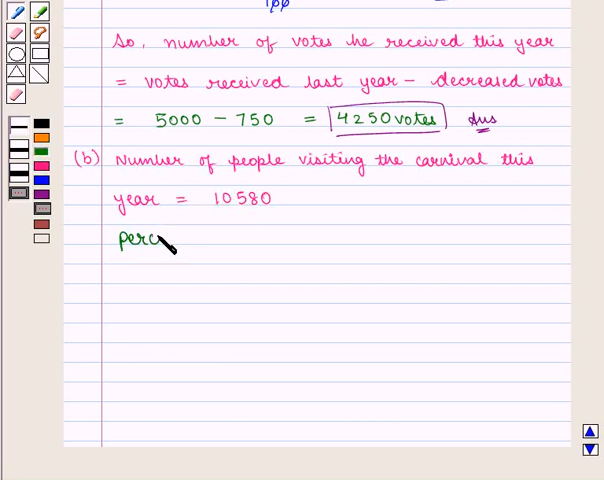 100
So, number of votes he received this year
= votes received last year - decreased votes
= 5000 - 750 = 4250 votes Ans
(b) Number of people visiting the carnival this
year = 10580
perc